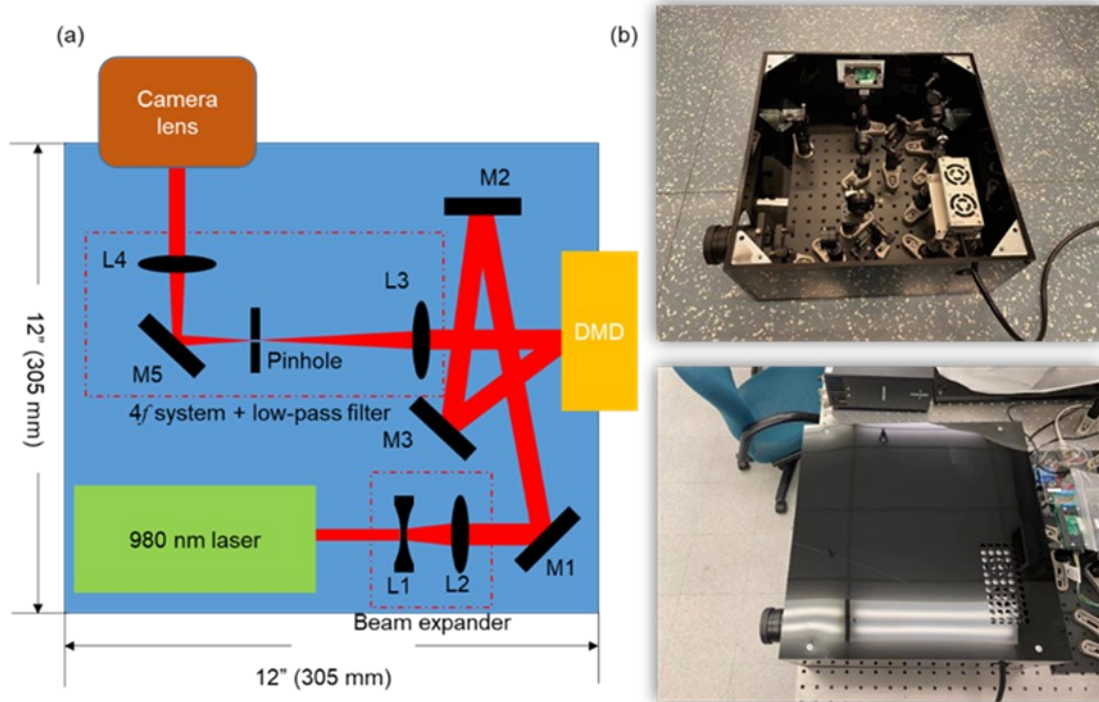 (a)
(b)
Camera
lens
M2
L4
L3
DMD
Pinhole
M5
4f system + low-pass filter
M3
12” (305 mm)
980 nm laser
L1
L2
M1
Beam expander
12” (305 mm)